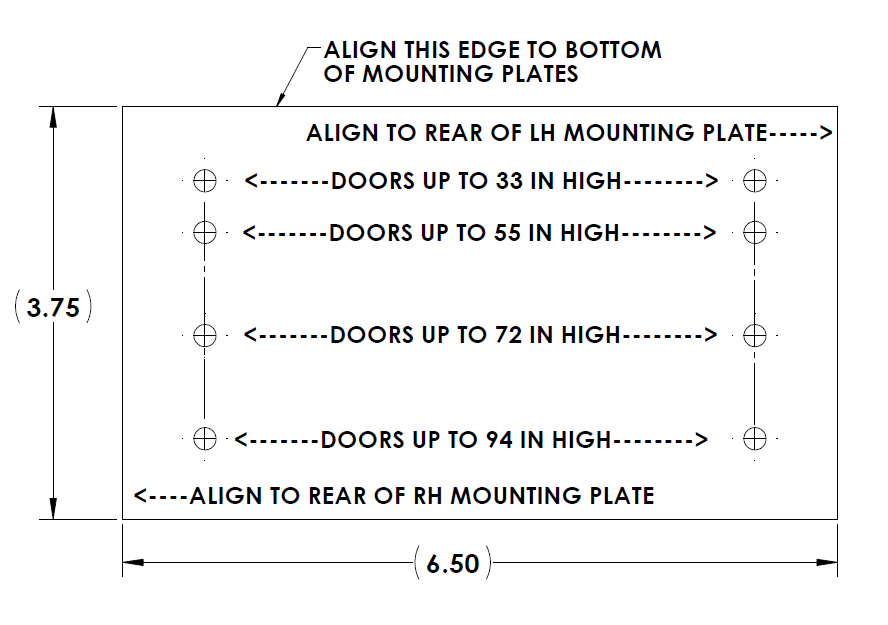 ALIGN THIS EDGE TO BOTTOM
OF MOUNTING PLATES
ALIGN TO REAR OF LH MOUNTING PLATE----->
<-------DOORS UP TO 33 IN HIGH-------->
<-------DOORS UP TO 55 IN HIGH-------->
(3.75)
<-------DOORS UP TO 72 IN HIGH-------->
<-------DOORS UP TO 94 IN HIGH-------->
<----ALIGN TO REAR OF RH MOUNTING PLATE
(6.50)